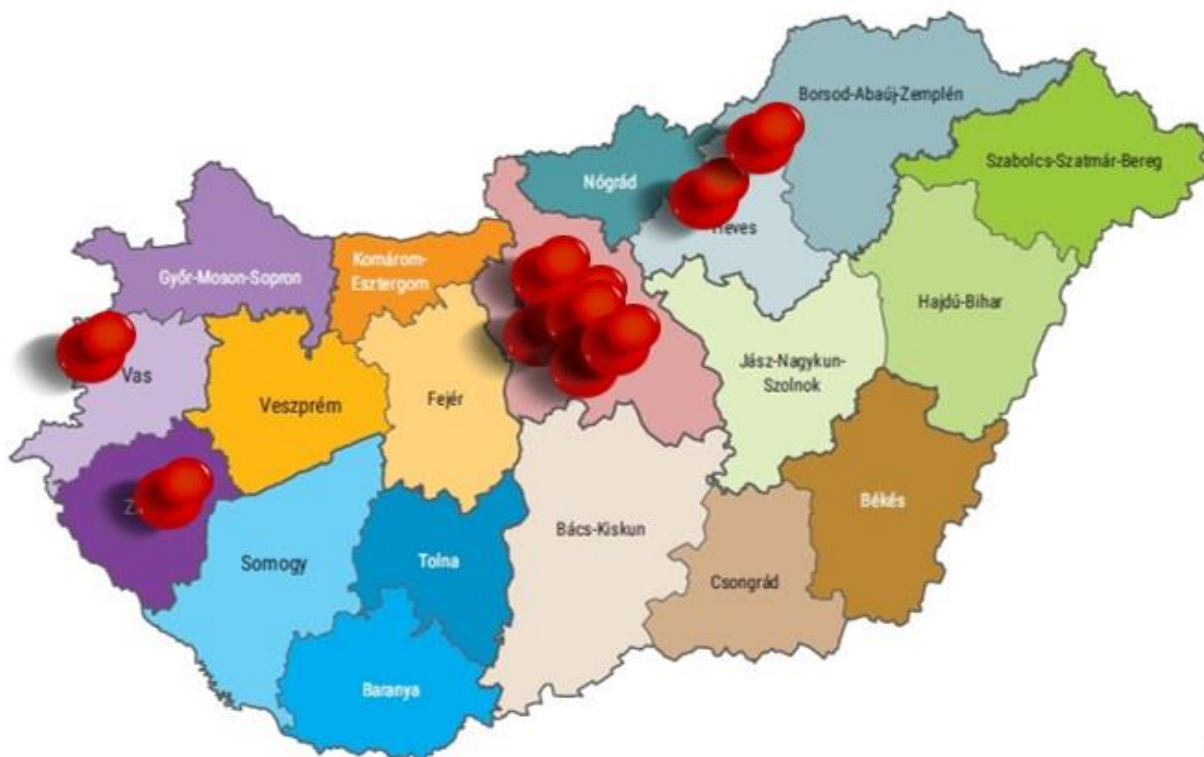 Borsod-Abaúj-Zemplén
Szabolcs-Szatmár-Bereg
Nógrád
Győr-Moson-Sopron
Komárom-
Esztergom
Hajdú-Bihar
Vas
Veszprém
Fejér
Jász-Nagykun-
Szolnok
Somogy
Tolna
Bács-Kiskun
Csongrád
Békés
Baranya